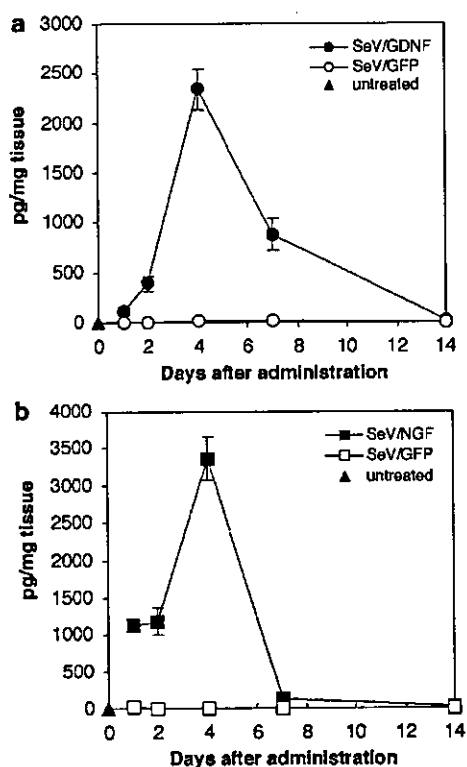 a
3000
2500
2000
1500
1000
500
0
pg/mg tissue
SeV/GDNF
SeV/GFP
untreated
0 2 4 6 8 10 12 14
Days after administration
b
4000
3500
3000
2500
2000
1500
1000
500
0
pg/mg tissue
SeV/NGF
SeV/GFP
untreated
0 2 4 6 8 10 12 14
Days after administration